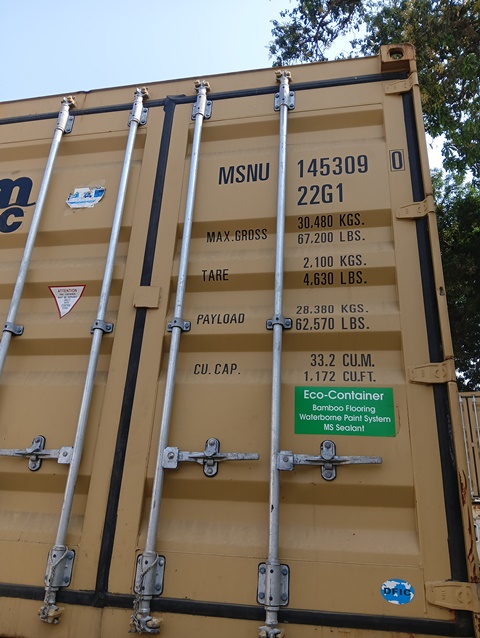 m
SC
MSNU 145309 0
22G1
MAX.GROSS 30.480 KGS.
67,200 LBS.
TARE 2.100 KGS.
4,630 LBS.
PAYLOAD 28.380 KGS.
62,570 LBS.
CU. CAP. 33.2 CU.M.
1.172 CU.FT.
ATTENTION
Eco-Container
Bamboo Flooring
Waterborne Paint System
MS Sealant
DFIC